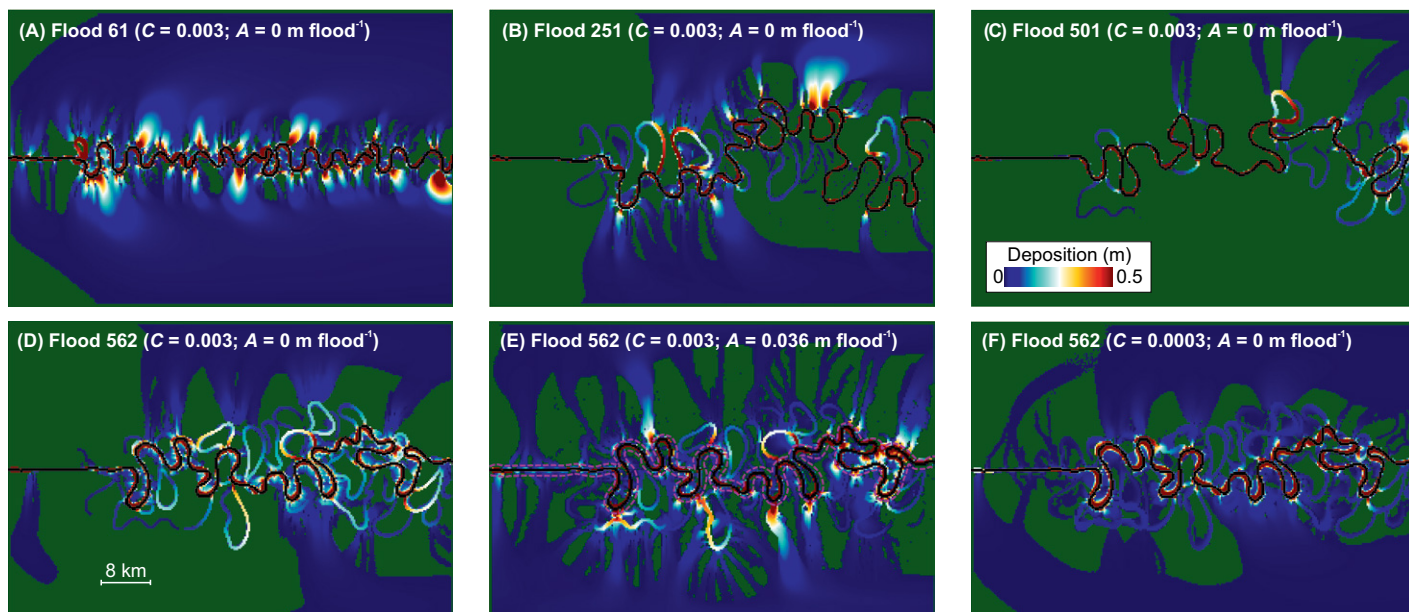 (A) Flood 61 (C = 0.003; A = 0 m flood⁻¹)
(B) Flood 251 (C = 0.003; A = 0 m flood⁻¹)
(C) Flood 501 (C = 0.003; A = 0 m flood⁻¹)
Deposition (m)
0 0.5
(D) Flood 562 (C = 0.003; A = 0 m flood⁻¹)
(E) Flood 562 (C = 0.003; A = 0.036 m flood⁻¹)
(F) Flood 562 (C = 0.0003; A = 0 m flood⁻¹)
8 km